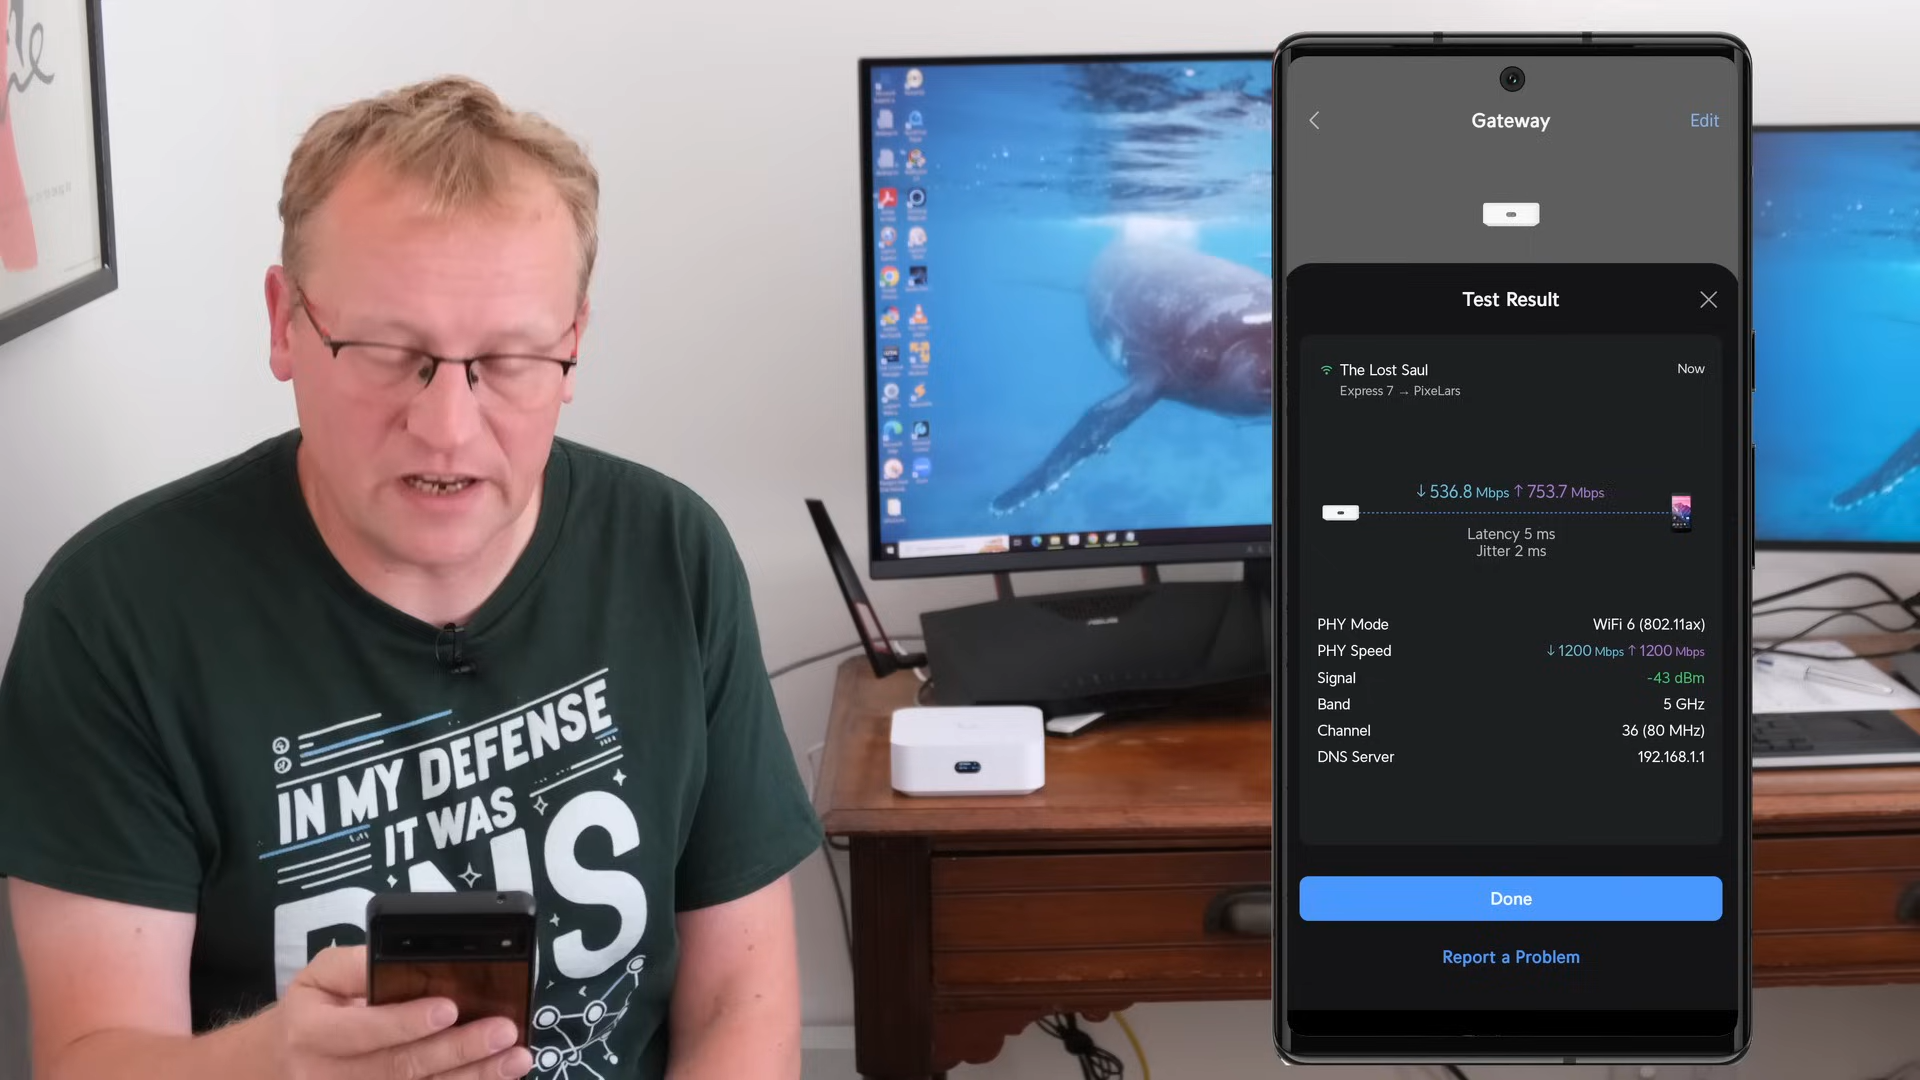 IN MY DEFENSE
IT WAS
DNS
ASUS
Gateway
Edit
Test Result
The Lost Saul
Now
Express 7 → PixeLars
↓ 536.8 Mbps ↑ 753.7 Mbps
Latency 5 ms
Jitter 2 ms
PHY Mode
WiFi 6 (802.11ax)
PHY Speed
↓ 1200 Mbps ↑ 1200 Mbps
Signal
-43 dBm
Band
5 GHz
Channel
36 (80 MHz)
DNS Server
192.168.1.1
Done
Report a Problem